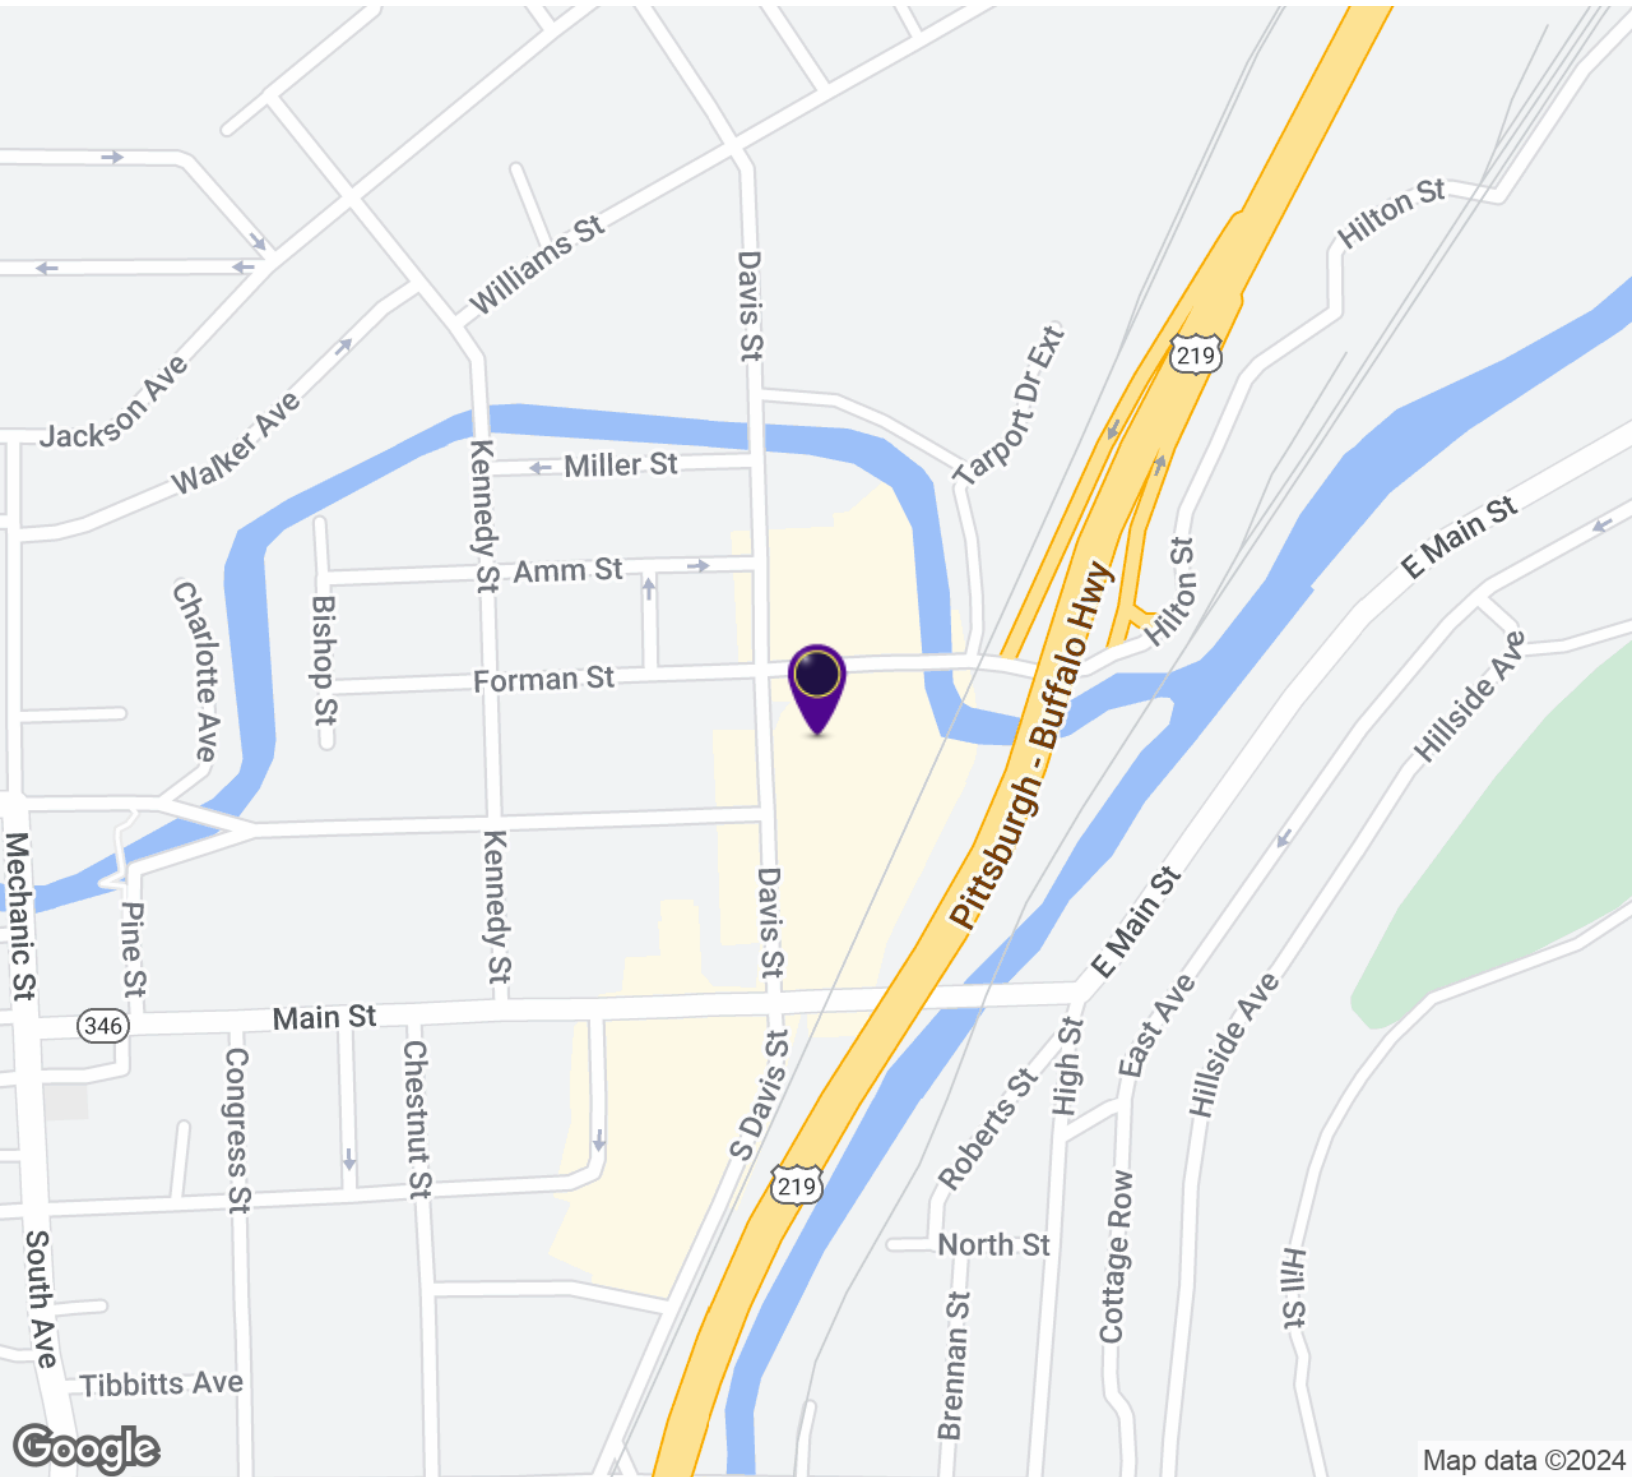 Hilton St
Williams St
Davis St
219
Jackson Ave
Walker Ave
Tarport Dr Ext
Kennedy St
Miller St
E Main St
Amm St
Hilton St
Charlotte Ave
Bishop St
Forman St
Pittsburgh - Buffalo Hwy
Hillside Ave
Mechanic St
Pine St
Kennedy St
Davis St
E Main St
346
Main St
East Ave
Hillside Ave
Congress St
Chestnut St
S Davis St
High St
Roberts St
219
South Ave
North St
Cottage Row
Hill St
Brennan St
Tibbitts Ave
Google
Map data ©2024